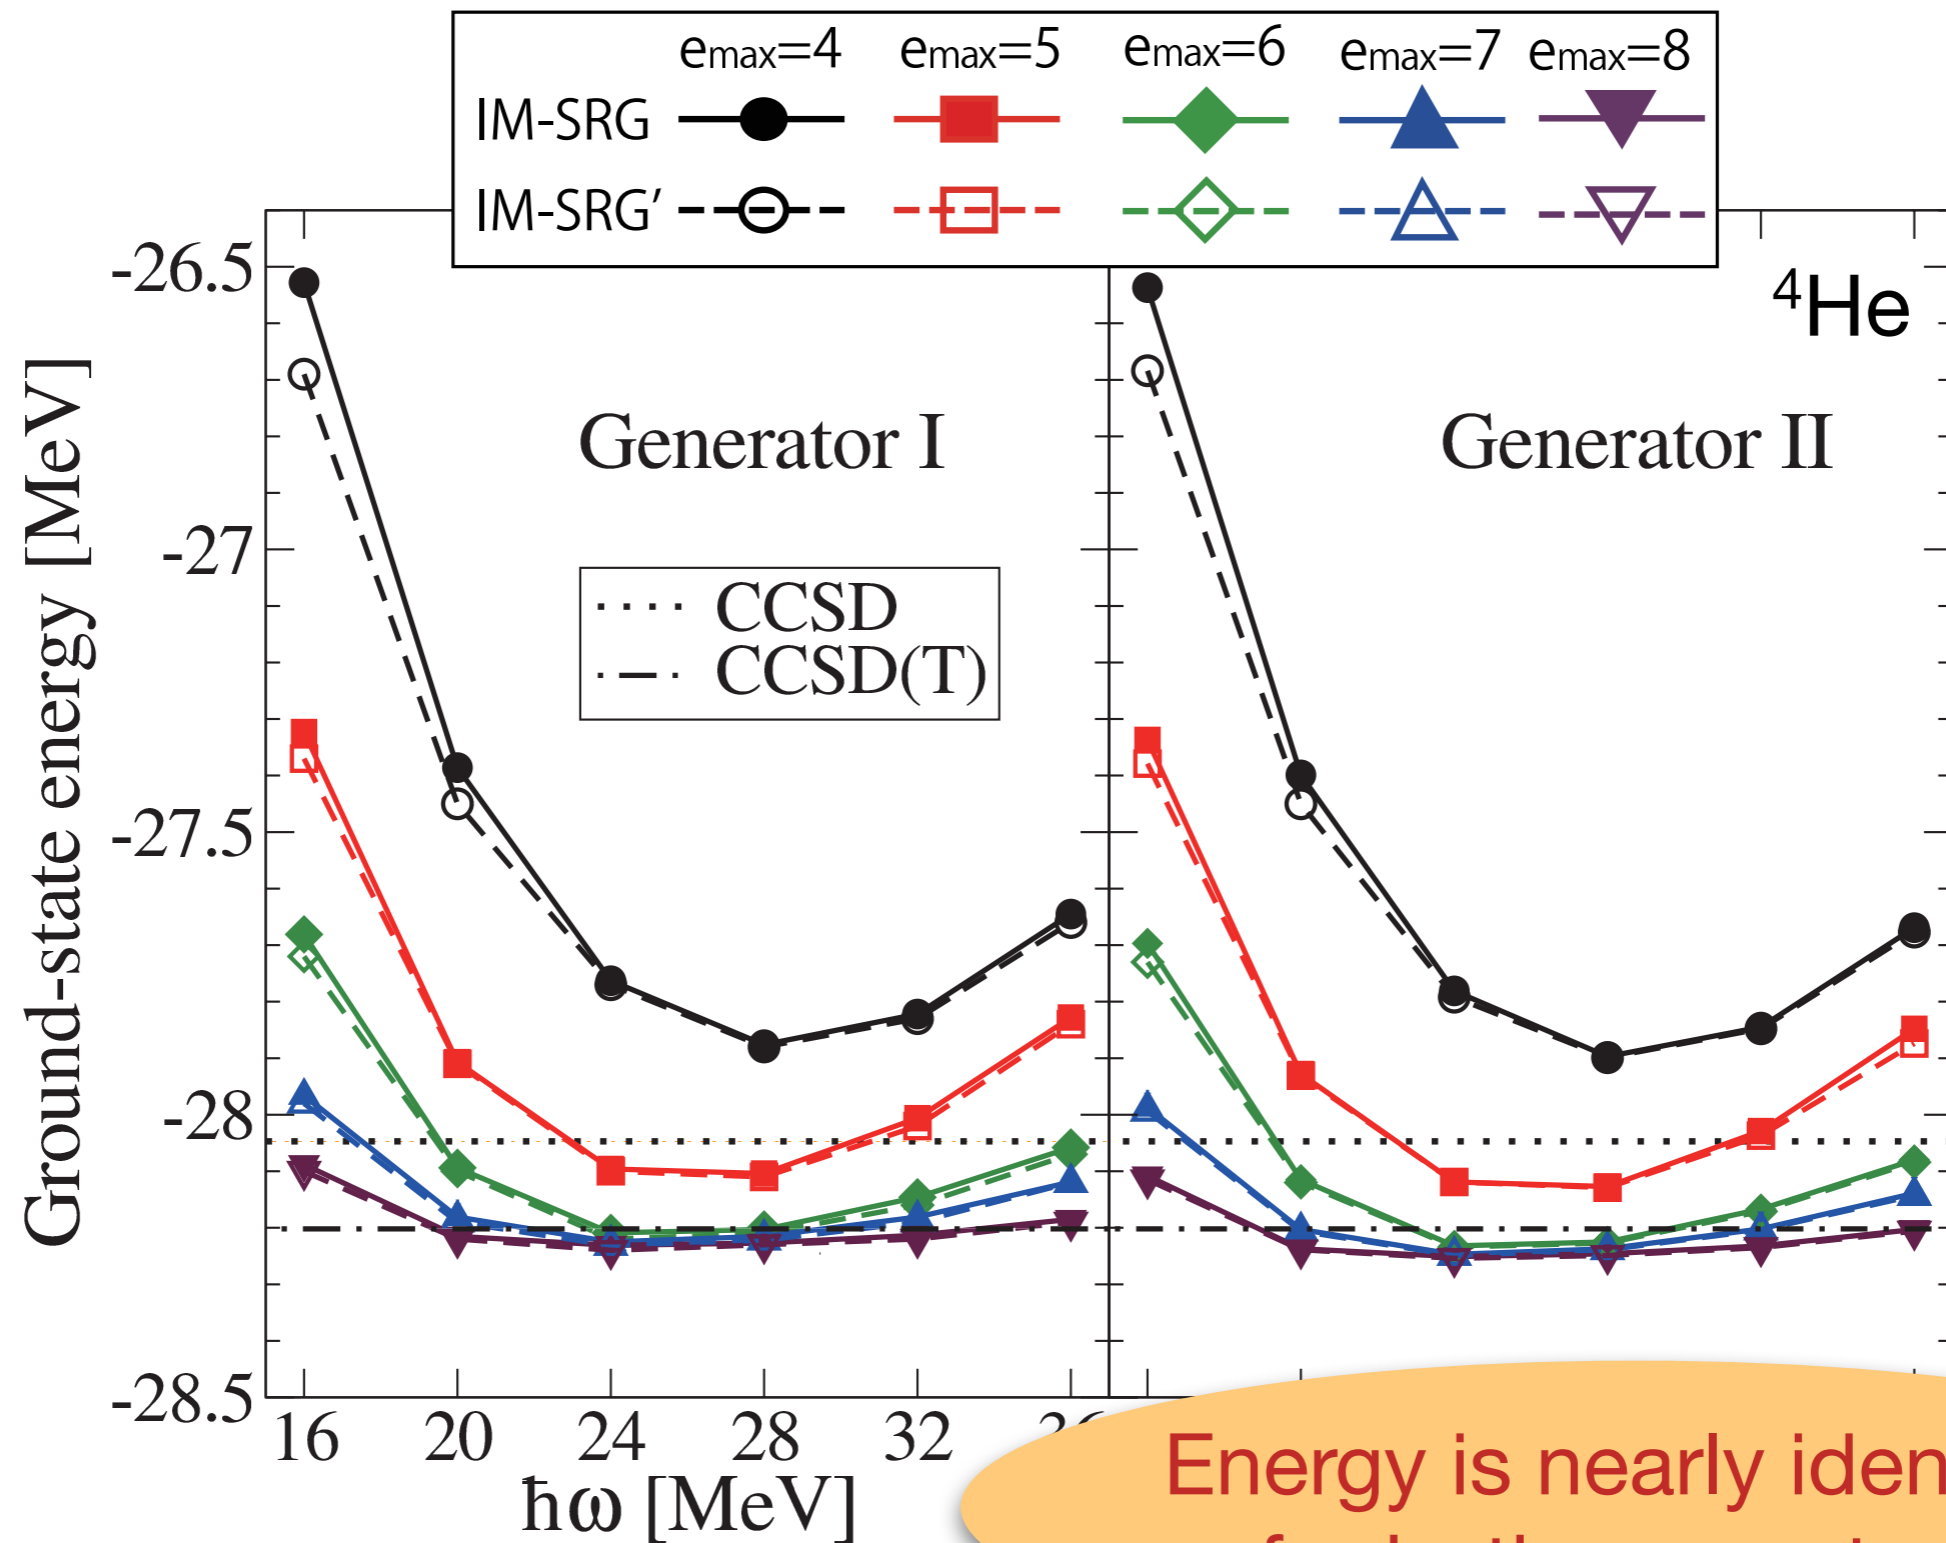 emax=4 emax=5 emax=6 emax=7 emax=8
IM-SRG
IM-SRG′
-26.5
-27
-27.5
-28
-28.5
Ground-state energy [MeV]
Generator I
CCSD
CCSD(T)
⁴He
Generator II
16 20 24 28 32
ħω [MeV]
Energy is nearly